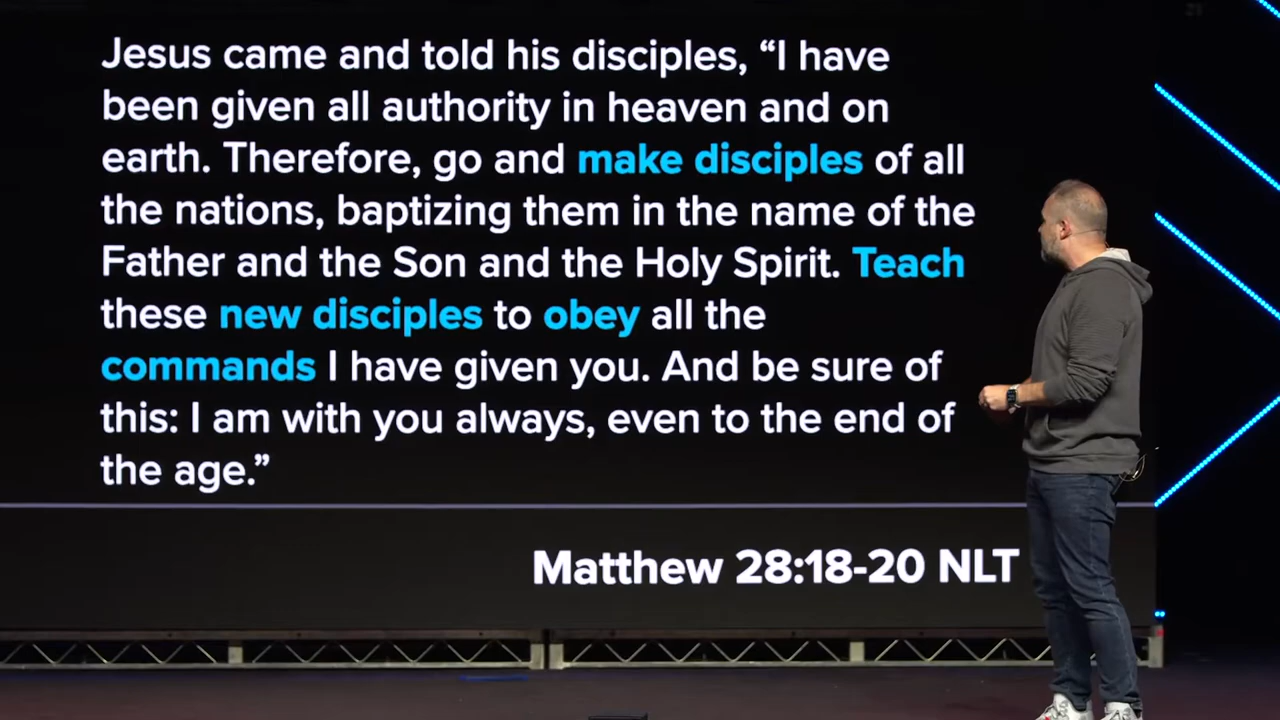 Jesus came and told his disciples, “I have
been given all authority in heaven and on
earth. Therefore, go and make disciples of all
the nations, baptizing them in the name of the
Father and the Son and the Holy Spirit. Teach
these new disciples to obey all the
commands I have given you. And be sure of
this: I am with you always, even to the end of
the age.”
Matthew 28:18-20 NLT